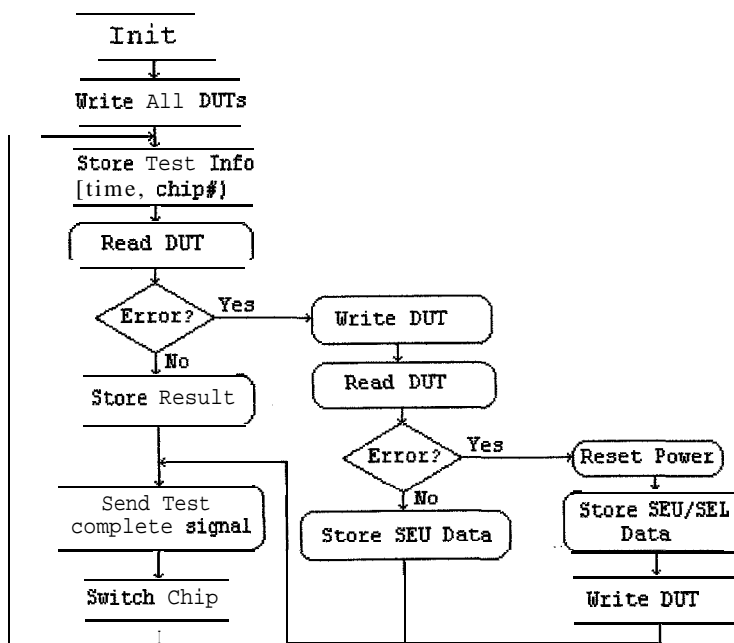 Init
Write All DUTs
Store Test Info
[time, chip#)
Read DUT
Error?
Yes
No
Store Result
Send Test
complete signal
Switch Chip
Write DUT
Read DUT
Error?
Yes
No
Store SEU Data
Reset Power
Store SEU/SEL
Data
Write DUT